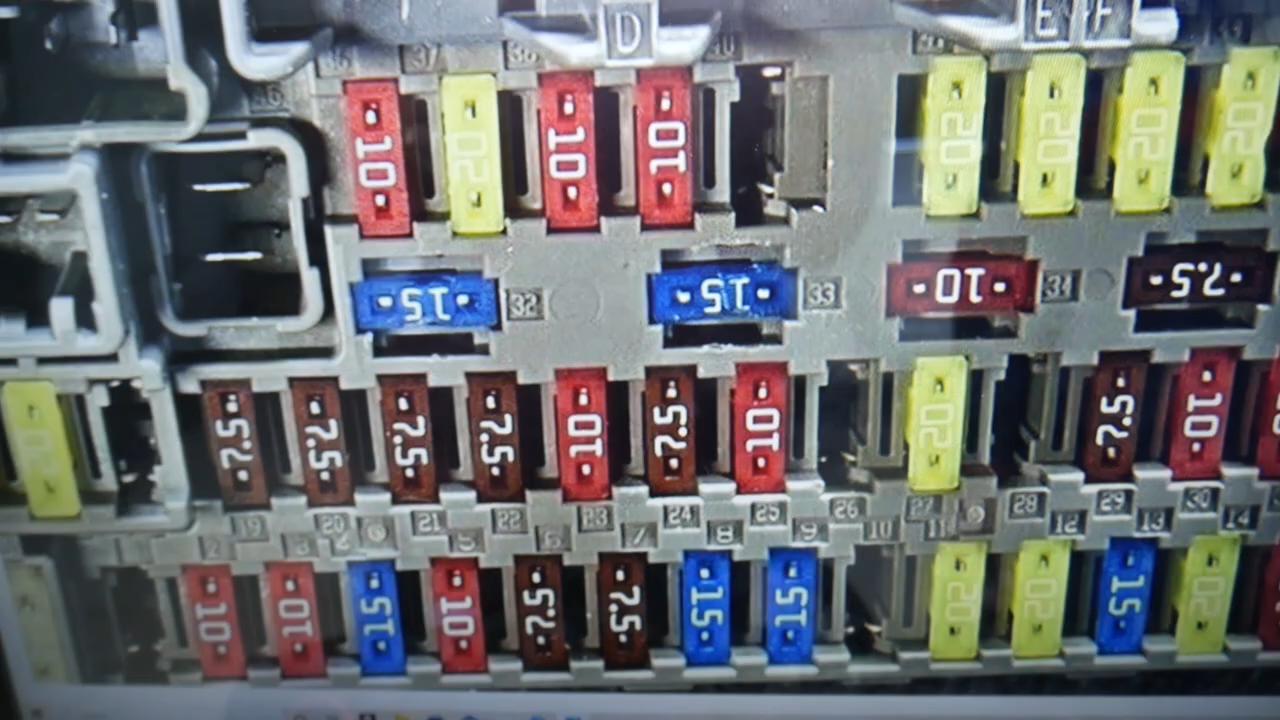 D E F
37 38
10 20 10 10 20 20 20 20
15 32 15 33 10 34 7.5
20 7.5 7.5 7.5 7.5 10 7.5 10 20 7.5 10
19 20 21 22 23 24 25 26 27 28 29 30
2 3 5 6 7 8 9 10 11 12 13 14
10 10 15 10 7.5 7.5 15 15 20 20 15 20